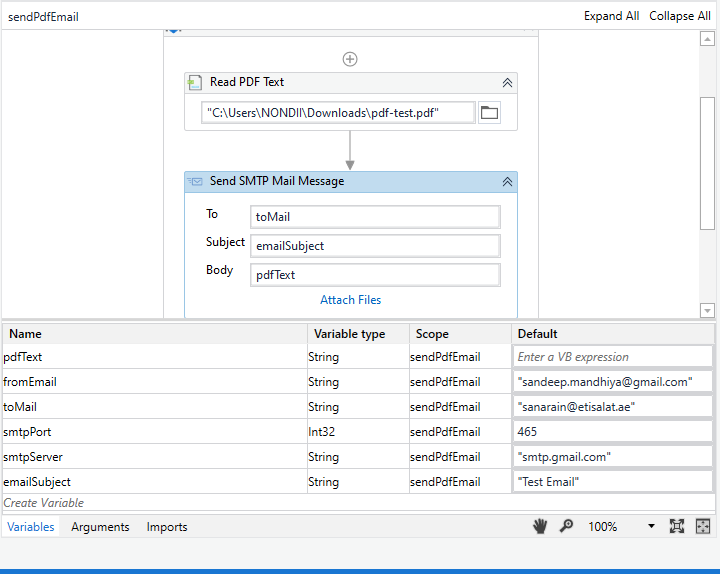 sendPdfEmail Expand All Collapse All
Read PDF Text
"C:\Users\NONDII\Downloads\pdf-test.pdf"
Send SMTP Mail Message
To toMail
Subject emailSubject
Body pdfText
Attach Files
Name Variable type Scope Default
pdfText String sendPdfEmail Enter a VB expression
fromEmail String sendPdfEmail "sandeep.mandhiya@gmail.com"
toMail String sendPdfEmail "sanarain@etisalat.ae"
smtpPort Int32 sendPdfEmail 465
smtpServer String sendPdfEmail "smtp.gmail.com"
emailSubject String sendPdfEmail "Test Email"
Create Variable
Variables Arguments Imports 100%